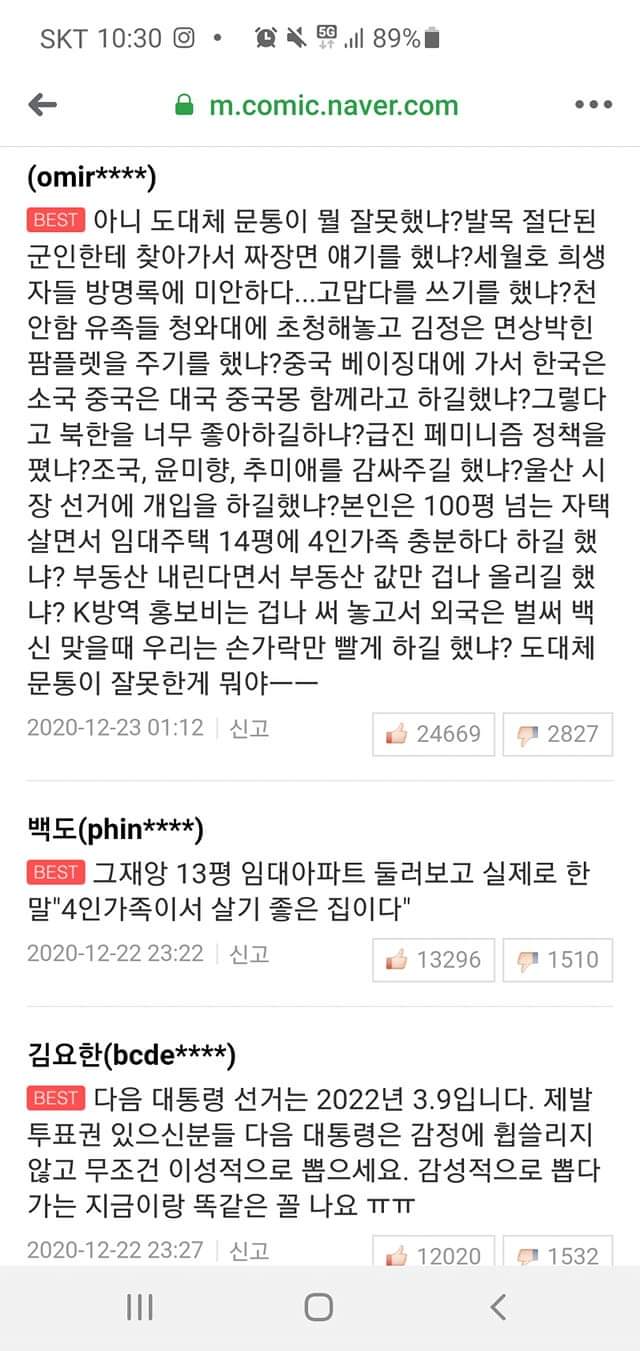 SKT 10:30 5G 89%
m.comic.naver.com
(omir****)
BEST 아니 도대체 문통이 뭘 잘못했냐?발목 절단된
군인한테 찾아가서 짜장면 얘기를 했냐?세월호 희생
자들 방명록에 미안하다...고맙다를 쓰기를 했냐?천
안함 유족들 청와대에 초청해놓고 김정은 면상박힌
팜플렛을 주기를 했냐?중국 베이징대에 가서 한국은
소국 중국은 대국 중국몽 함께라고 하길했냐?그렇다
고 북한을 너무 좋아하길하냐?급진 페미니즘 정책을
폈냐?조국, 윤미향, 추미애를 감싸주길 했냐?울산 시
장 선거에 개입을 하길했냐?본인은 100평 넘는 자택
살면서 임대주택 14평에 4인가족 충분하다 하길 했
냐? 부동산 내린다면서 부동산 값만 겁나 올리길 했
냐? K방역 홍보비는 겁나 써 놓고서 외국은 벌써 백
신 맞을때 우리는 손가락만 빨게 하길 했냐? 도대체
문통이 잘못한게 뭐야ㅡㅡ
2020-12-23 01:12 신고 24669 2827
백도(phin****)
BEST 그재앙 13평 임대아파트 둘러보고 실제로 한
말"4인가족이서 살기 좋은 집이다"
2020-12-22 23:22 신고 13296 1510
김요한(bcde****)
BEST 다음 대통령 선거는 2022년 3.9입니다. 제발
투표권 있으신분들 다음 대통령은 감정에 휩쓸리지
않고 무조건 이성적으로 뽑으세요. 감성적으로 뽑다
가는 지금이랑 똑같은 꼴 나요 ㅠㅠ
2020-12-22 23:27 신고 12020 1532